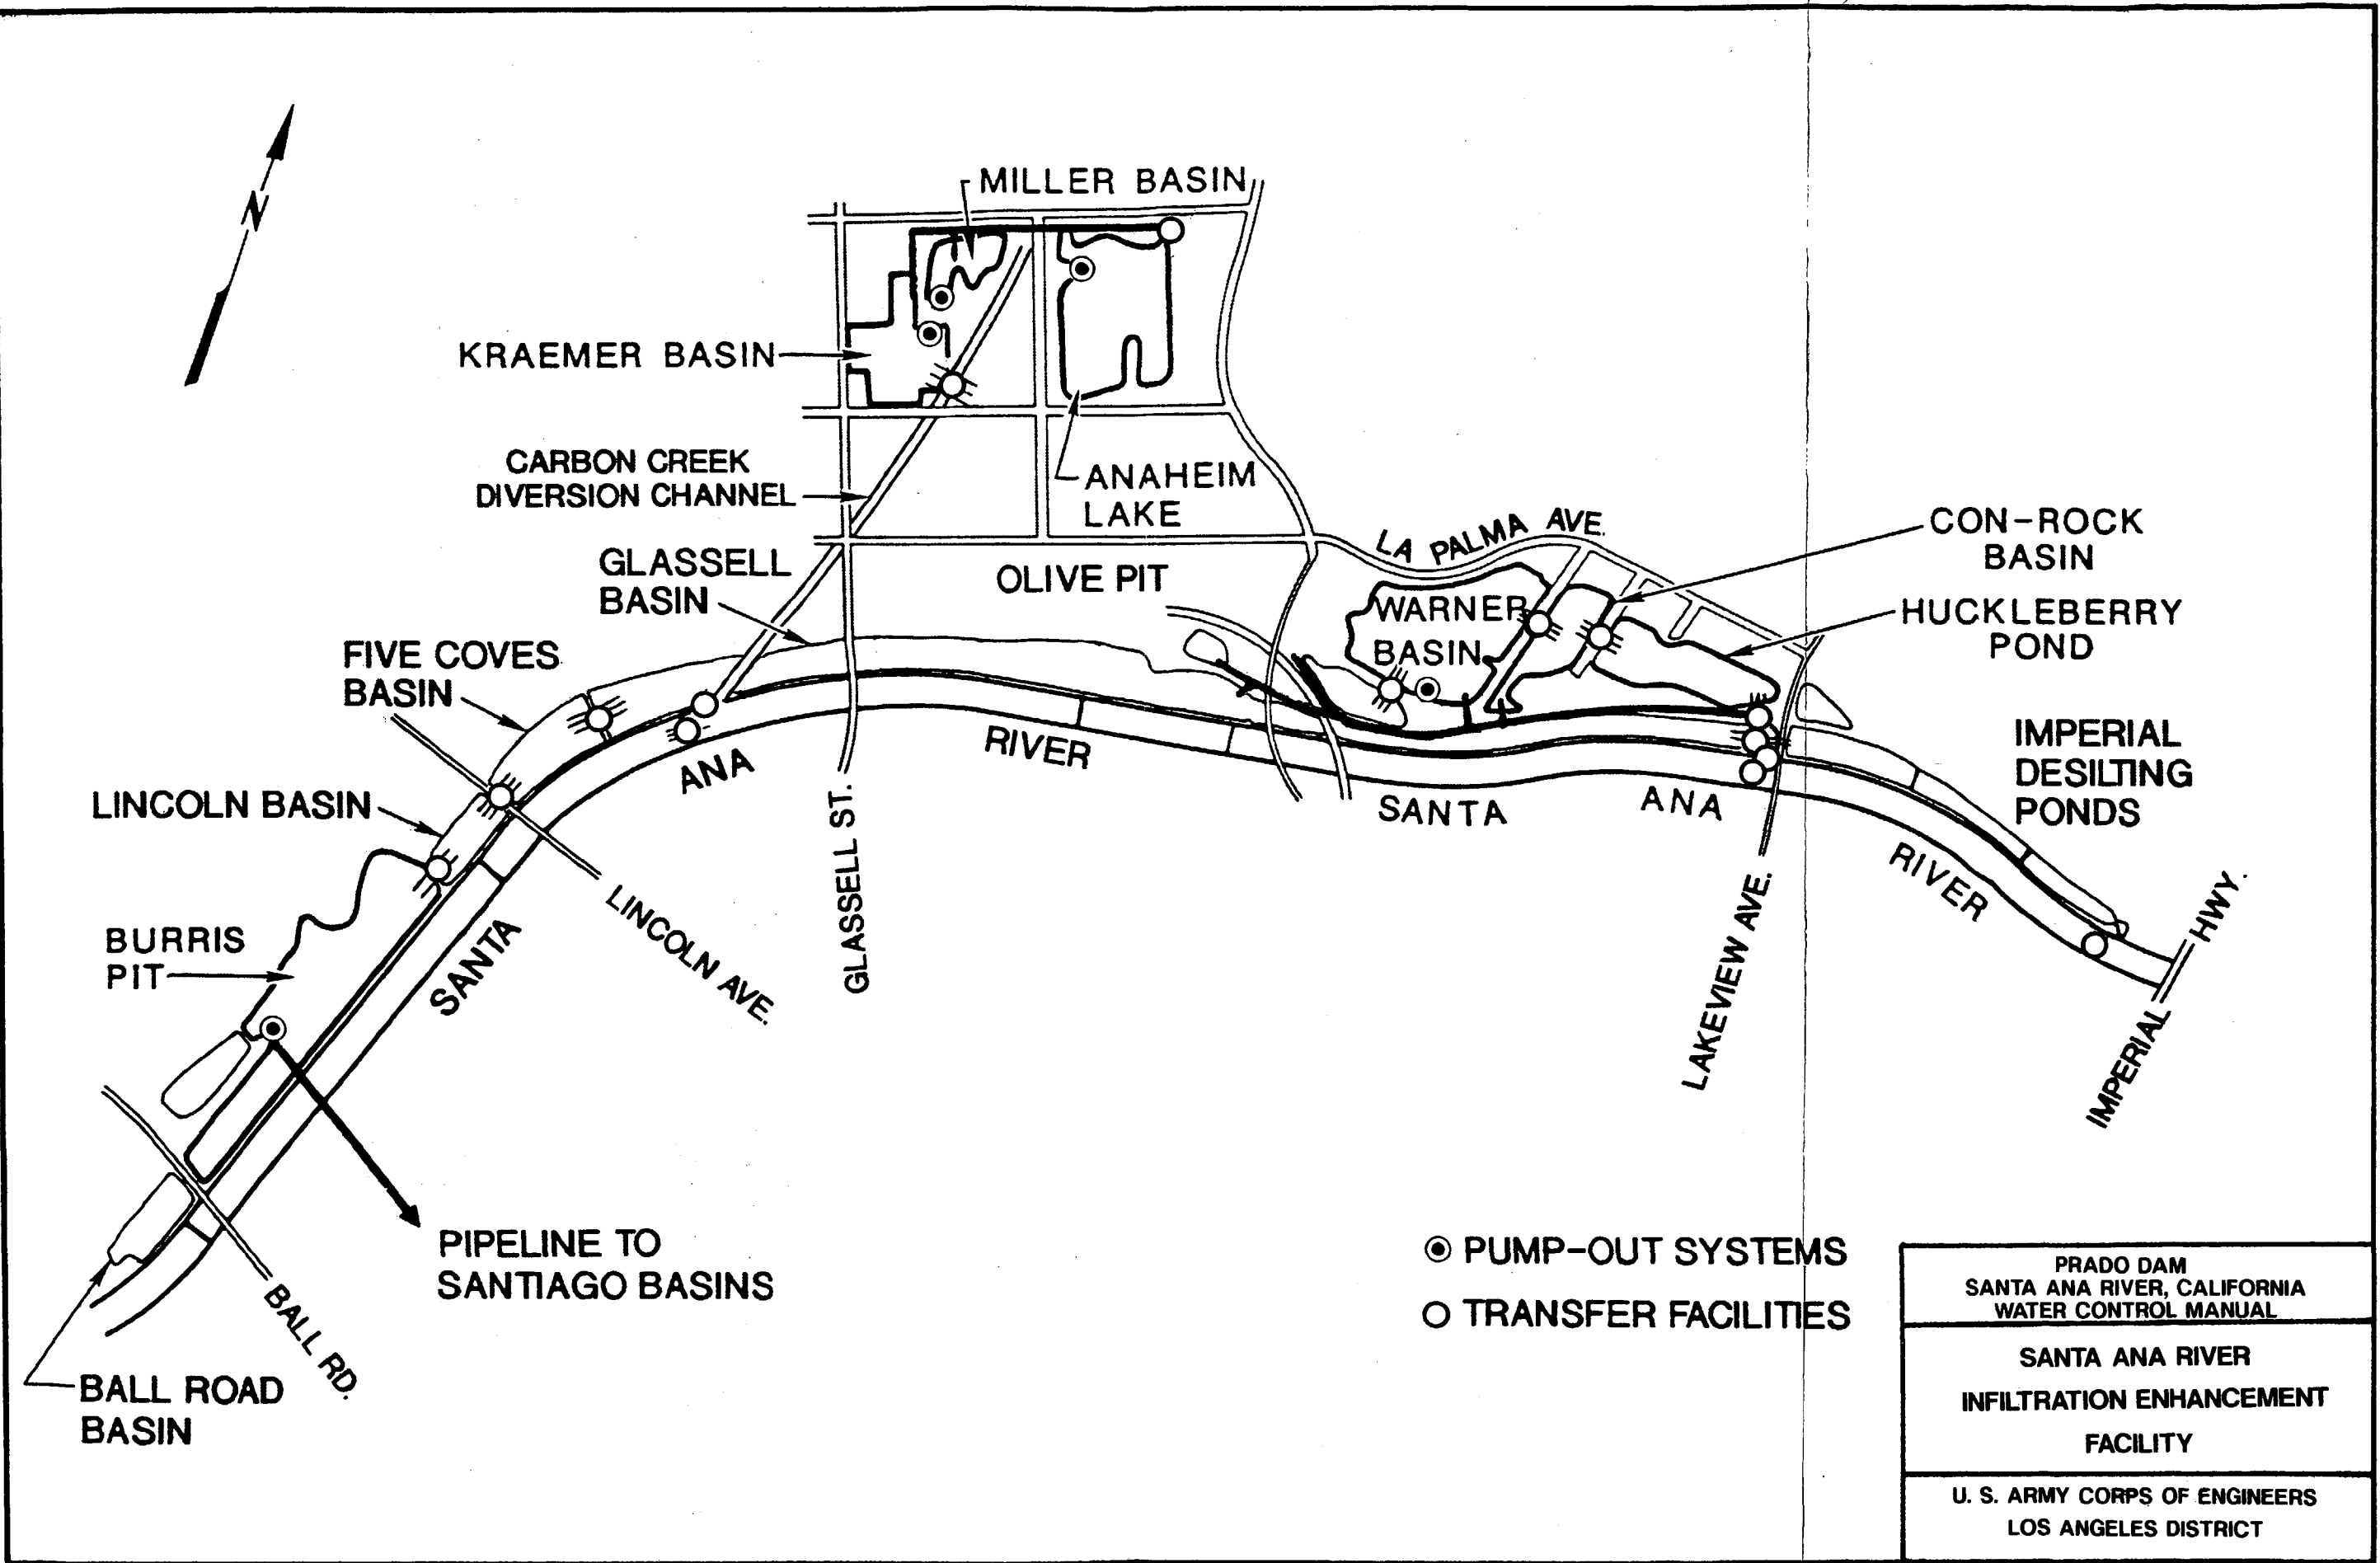 N
MILLER BASIN
KRAEMER BASIN
CARBON CREEK
DIVERSION CHANNEL
ANAHEIM
LAKE
GLASSELL
BASIN
OLIVE PIT
LA PALMA AVE.
CON-ROCK
BASIN
WARNER
BASIN
HUCKLEBERRY
POND
FIVE COVES
BASIN
IMPERIAL
DESILTING
PONDS
LINCOLN BASIN
SANTA ANA RIVER
SANTA ANA RIVER
BURRIS
PIT
LINCOLN AVE.
GLASSELL ST.
LAKEVIEW AVE.
IMPERIAL HWY.
PIPELINE TO
SANTIAGO BASINS
BALL RD.
BALL ROAD
BASIN
PUMP-OUT SYSTEMS
TRANSFER FACILITIES
PRADO DAM
SANTA ANA RIVER, CALIFORNIA
WATER CONTROL MANUAL
SANTA ANA RIVER
INFILTRATION ENHANCEMENT
FACILITY
U. S. ARMY CORPS OF ENGINEERS
LOS ANGELES DISTRICT